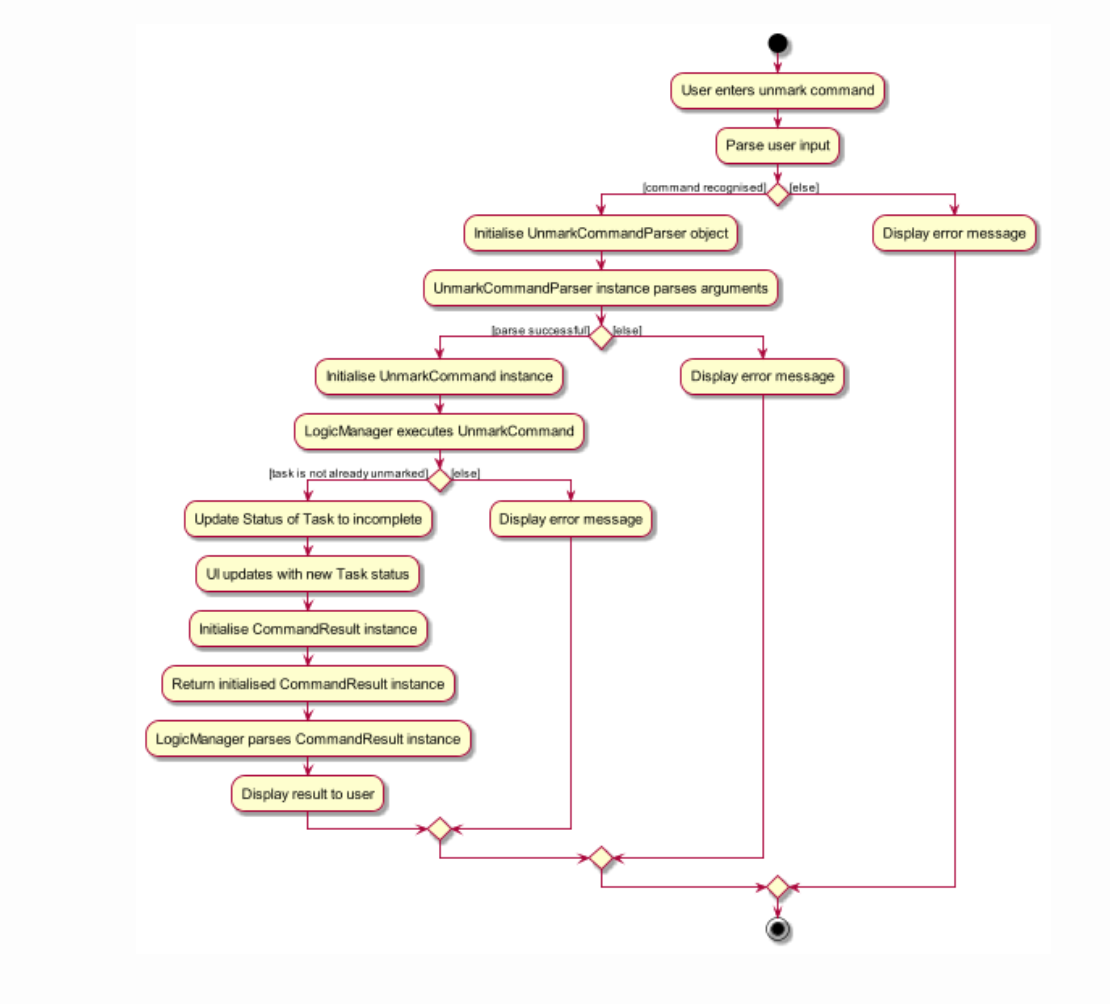 User enters unmark command
Parse user input
[command recognised]
[else]
Initialise UnmarkCommandParser object
Display error message
UnmarkCommandParser instance parses arguments
[parse successful]
[else]
Initialise UnmarkCommand instance
Display error message
LogicManager executes UnmarkCommand
[task is not already unmarked]
[else]
Update Status of Task to incomplete
Display error message
UI updates with new Task status
Initialise CommandResult instance
Return initialised CommandResult instance
LogicManager parses CommandResult instance
Display result to user